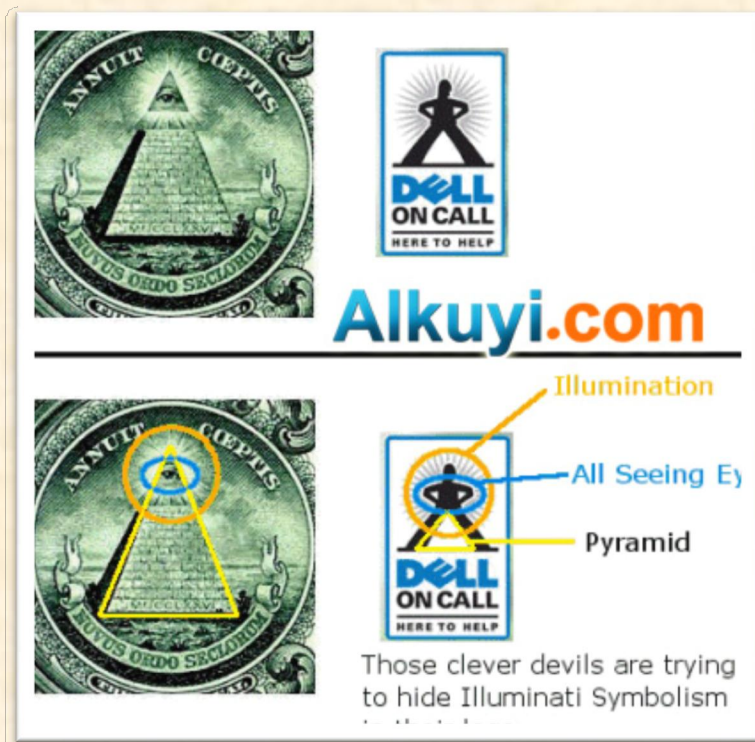 ANNUIT CŒPTIS
MDCCLXXVI
NOVUS ORDO SECLORUM
DELL
ON CALL
HERE TO HELP
Alkuyi.com
Illumination
ANNUIT CŒPTIS
All Seeing Ey
Pyramid
MDCCLXXVI
NOVUS ORDO SECLORUM
DELL
ON CALL
HERE TO HELP
Those clever devils are trying
to hide Illuminati Symbolism